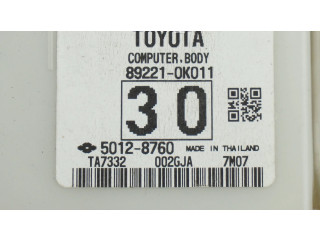 TOYOTA
COMPUTER, BODY
89221-0K011
30
5012-8760 MADE IN THAILAND
TA7332 002GJA 7M07